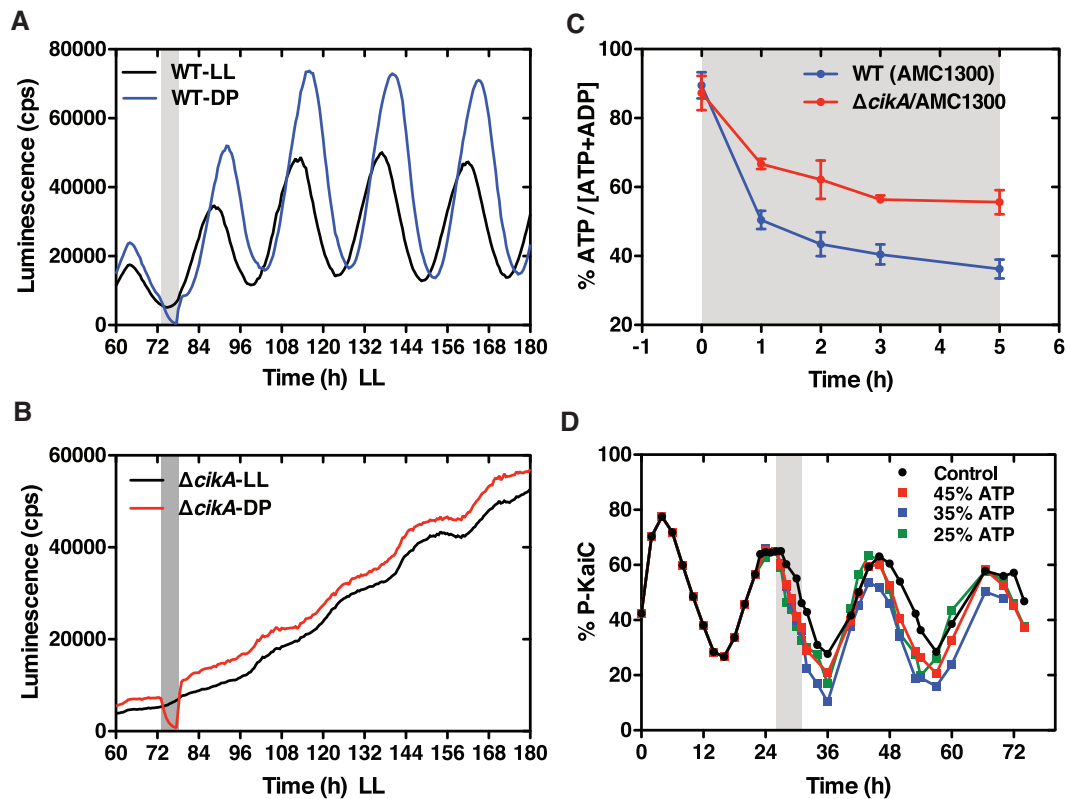 A
80000
60000
40000
20000
0
Luminescence (cps)
WT-LL
WT-DP
60 72 84 96 108 120 132 144 156 168 180
Time (h) LL
B
60000
40000
20000
0
Luminescence (cps)
ΔcikA-LL
ΔcikA-DP
60 72 84 96 108 120 132 144 156 168 180
Time (h) LL
C
100
80
60
40
20
% ATP / [ATP+ADP]
WT (AMC1300)
ΔcikA/AMC1300
-1 0 1 2 3 4 5 6
Time (h)
D
100
80
60
40
20
0
% P-KaiC
Control
45% ATP
35% ATP
25% ATP
0 12 24 36 48 60 72
Time (h)